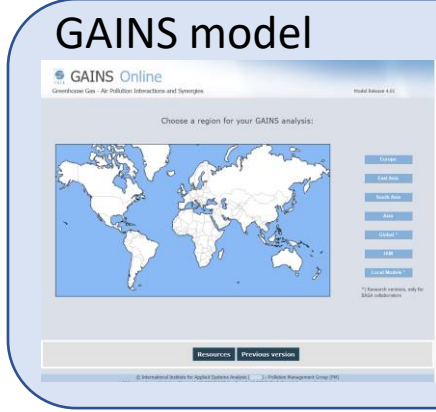 GAINS model
GAINS Online
Greenhouse Gas - Air Pollution Interactions and Synergies
Model Release 4.01
Choose a region for your GAINS analysis:
Europe
East Asia
South Asia
Asia
Global *
IAM
Local Models *
*) Research versions, only for
IIASA collaborators
Resources
Previous version
© International Institute for Applied Systems Analysis
Pollution Management Group (PM)